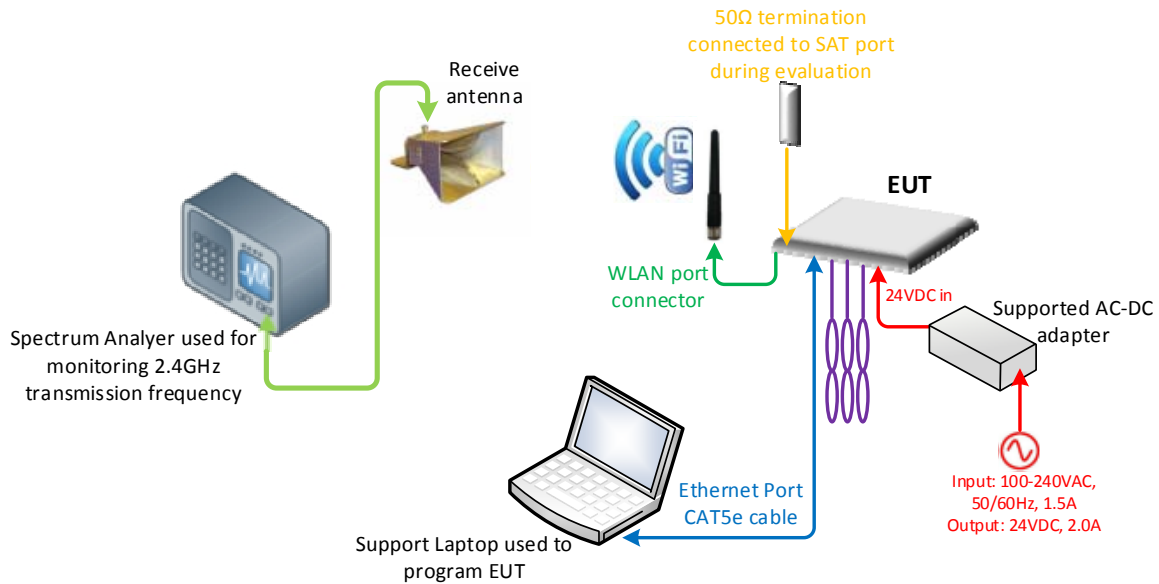 50Ω termination
connected to SAT port
during evaluation
Receive
antenna
WiFi
EUT
WLAN port
connector
24VDC in
Supported AC-DC
adapter
Spectrum Analyer used for
monitoring 2.4GHz
transmission frequency
Input: 100-240VAC,
50/60Hz, 1.5A
Output: 24VDC, 2.0A
Ethernet Port
CAT5e cable
Support Laptop used to
program EUT